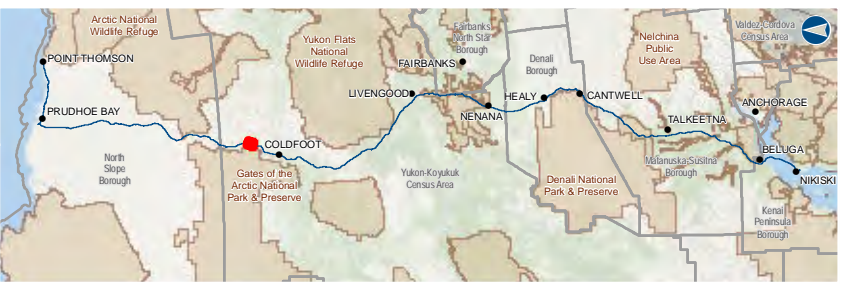 Arctic National
Wildlife Refuge
Fairbanks
North Star
Borough
Valdez-Cordova
Census Area
Yukon Flats
National
Wildlife Refuge
Nelchina
Public
Use Area
POINT THOMSON
FAIRBANKS
Denali
Borough
LIVENGOOD
HEALY
CANTWELL
ANCHORAGE
PRUDHOE BAY
NENANA
TALKEETNA
COLDFOOT
BELUGA
North
Slope
Borough
Gates of the
Arctic National
Park & Preserve
Yukon-Koyukuk
Census Area
Denali National
Park & Preserve
Matanuska-Susitna
Borough
NIKISKI
Kenai
Peninsula
Borough